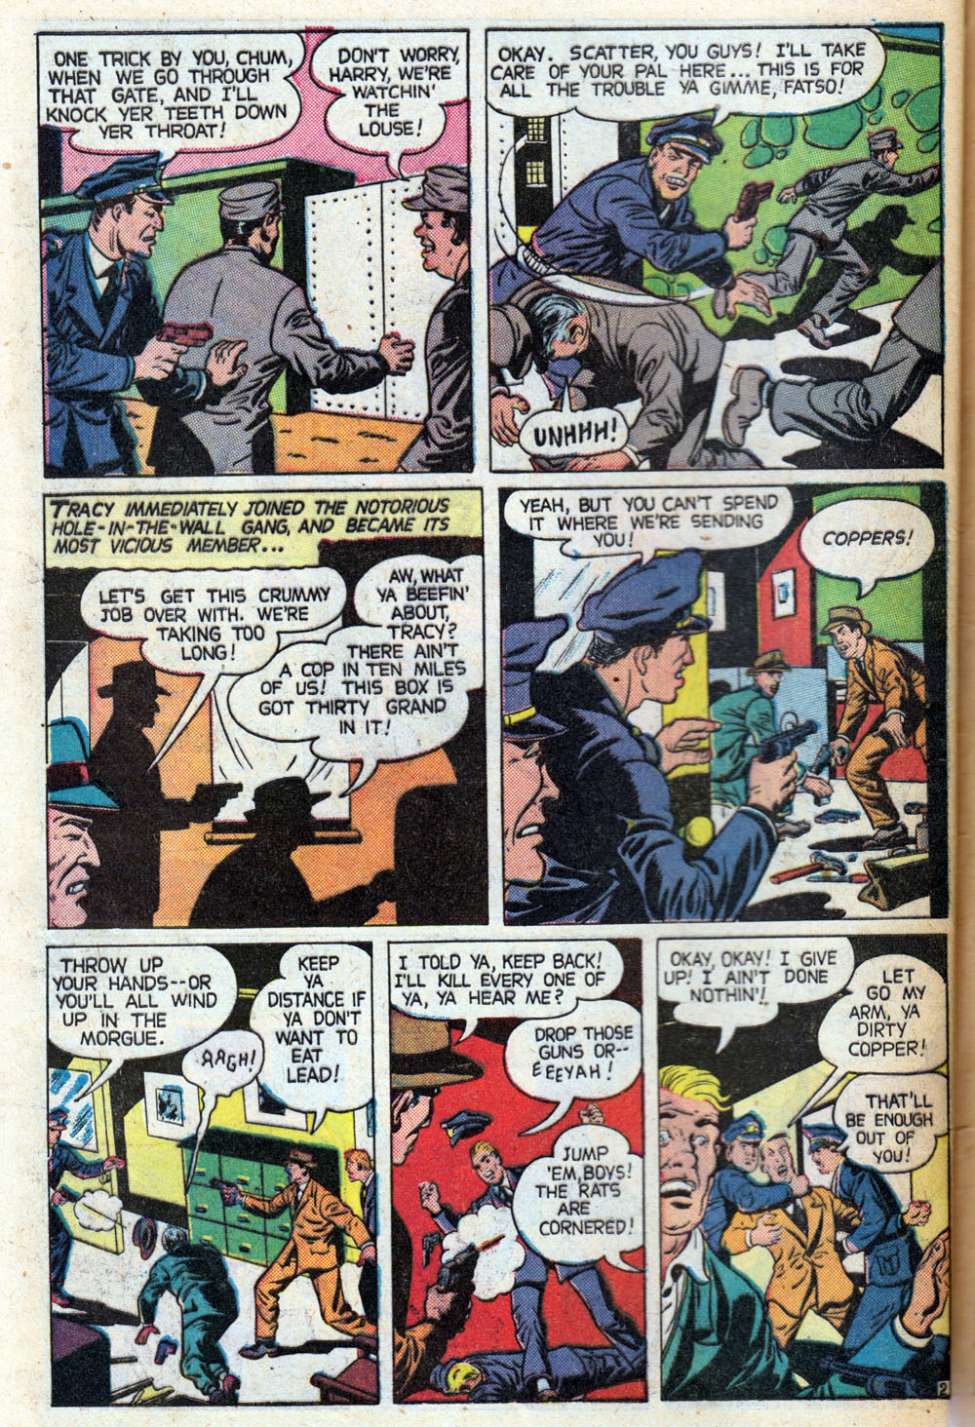 ONE TRICK BY YOU, CHUM,
WHEN WE GO THROUGH
THAT GATE, AND I'LL
KNOCK YER TEETH DOWN
YER THROAT!
DON'T WORRY,
HARRY, WE'RE
WATCHIN'
THE
LOUSE!
OKAY. SCATTER, YOU GUYS! I'LL TAKE
CARE OF YOUR PAL HERE... THIS IS FOR
ALL THE TROUBLE YA GIMME, FATSO!
UNHHH!
TRACY IMMEDIATELY JOINED THE NOTORIOUS
HOLE-IN-THE-WALL GANG, AND BECAME ITS
MOST VICIOUS MEMBER...
LET'S GET THIS CRUMMY
JOB OVER WITH. WE'RE
TAKING TOO
LONG!
AW, WHAT
YA BEEFIN'
ABOUT,
TRACY?
THERE AIN'T
A COP IN TEN MILES
OF US! THIS BOX IS
GOT THIRTY GRAND
IN IT!
YEAH, BUT YOU CAN'T SPEND
IT WHERE WE'RE SENDING
YOU!
COPPERS!
THROW UP
YOUR HANDS--OR
YOU'LL ALL WIND
UP IN THE
MORGUE.
AAGH!
KEEP
YA
DISTANCE IF
YA DON'T
WANT TO
EAT
LEAD!
I TOLD YA, KEEP BACK!
I'LL KILL EVERY ONE OF
YA, YA HEAR ME?
DROP THOSE
GUNS OR--
EEEYAH!
JUMP
'EM, BOYS!
THE RATS
ARE
CORNERED!
OKAY, OKAY! I GIVE
UP! I AIN'T DONE
NOTHIN'!
LET
GO MY
ARM, YA
DIRTY
COPPER!
THAT'LL
BE ENOUGH
OUT OF
YOU!
2